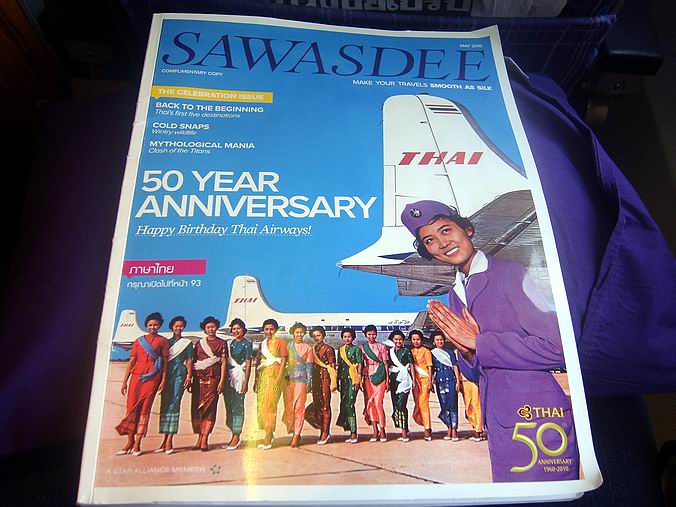 SAWASDEE
MAY 2010
COMPLIMENTARY COPY
MAKE YOUR TRAVELS SMOOTH AS SILK
THE CELEBRATION ISSUE
BACK TO THE BEGINNING
Thai's first five destinations
COLD SNAPS
Wintry wildlife
MYTHOLOGICAL MANIA
Clash of the Titans
THAI
50 YEAR
ANNIVERSARY
Happy Birthday Thai Airways!
ภาษาไทย
กรุณาเปิดไปที่หน้า 93
THAI
THAI
THAI
50th
ANNIVERSARY
1960-2010
A STAR ALLIANCE MEMBER